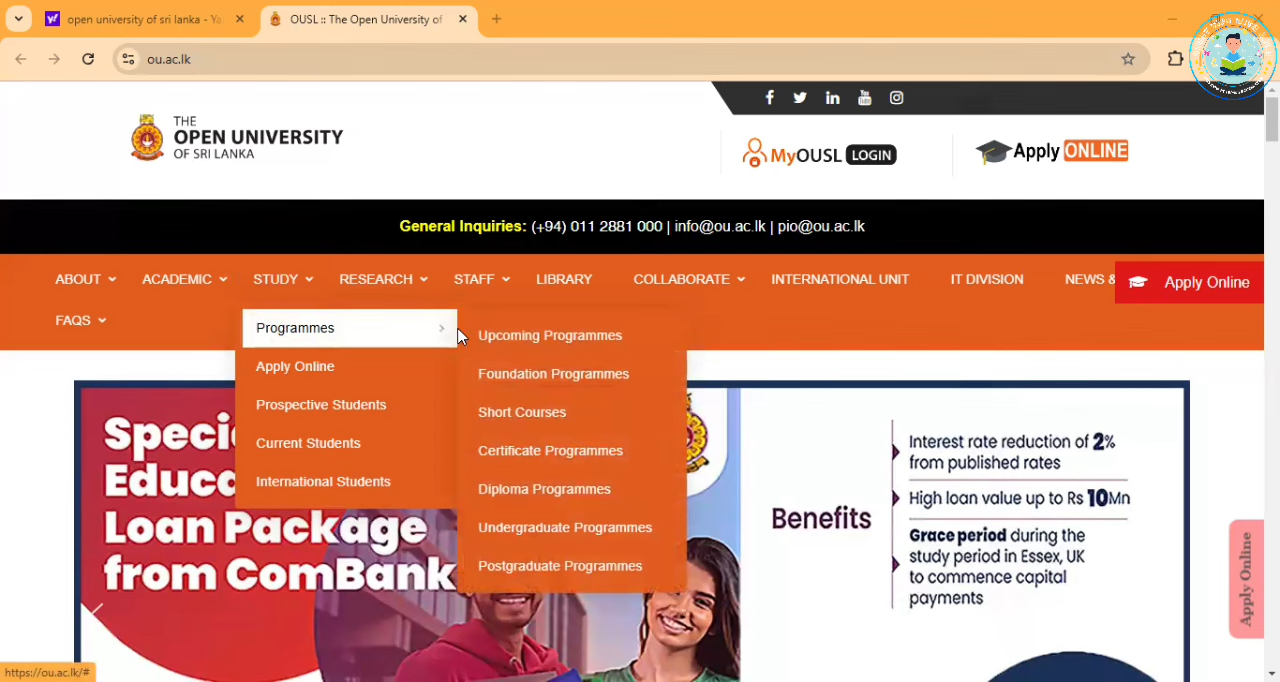 open university of sri lanka - Ya
OUSL :: The Open University of
ou.ac.lk
THE
OPEN UNIVERSITY
OF SRI LANKA
MyOUSL LOGIN
Apply ONLINE
General Inquiries: (+94) 011 2881 000 | info@ou.ac.lk | pio@ou.ac.lk
ABOUT
ACADEMIC
STUDY
RESEARCH
STAFF
LIBRARY
COLLABORATE
INTERNATIONAL UNIT
IT DIVISION
NEWS &
Apply Online
FAQS
Programmes
Apply Online
Prospective Students
Current Students
International Students
Upcoming Programmes
Foundation Programmes
Short Courses
Certificate Programmes
Diploma Programmes
Undergraduate Programmes
Postgraduate Programmes
Speci
Educa
Loan Package
from ComBank
Benefits
Interest rate reduction of 2%
from published rates
High loan value up to Rs 10Mn
Grace period during the
study period in Essex, UK
to commence capital
payments
Apply Online
https://ou.ac.lk/#